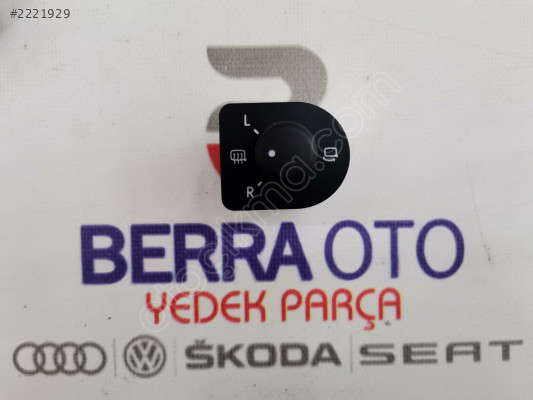 #2221929
L
R
BERRA OTO
YEDEK PARÇA
ŠKODA SEAT